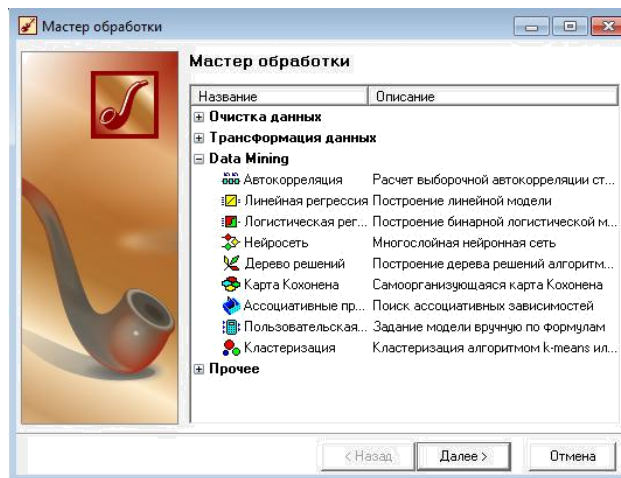 Мастер обработки
Мастер обработки
Название Описание
Очистка данных
Трансформация данных
Data Mining
Автокорреляция Расчет выборочной автокорреляции ст...
Линейная регрессия Построение линейной модели
Логистическая рег... Построение бинарной логистической м...
Нейросеть Многослойная нейронная сеть
Дерево решений Построение дерева решений алгоритм...
Карта Кохонена Самоорганизующаяся карта Кохонена
Ассоциативные пр... Поиск ассоциативных зависимостей
Пользовательская... Задание модели вручную по формулам
Кластеризация Кластеризация алгоритмом k-means ил...
Прочее
< Назад Далее > Отмена